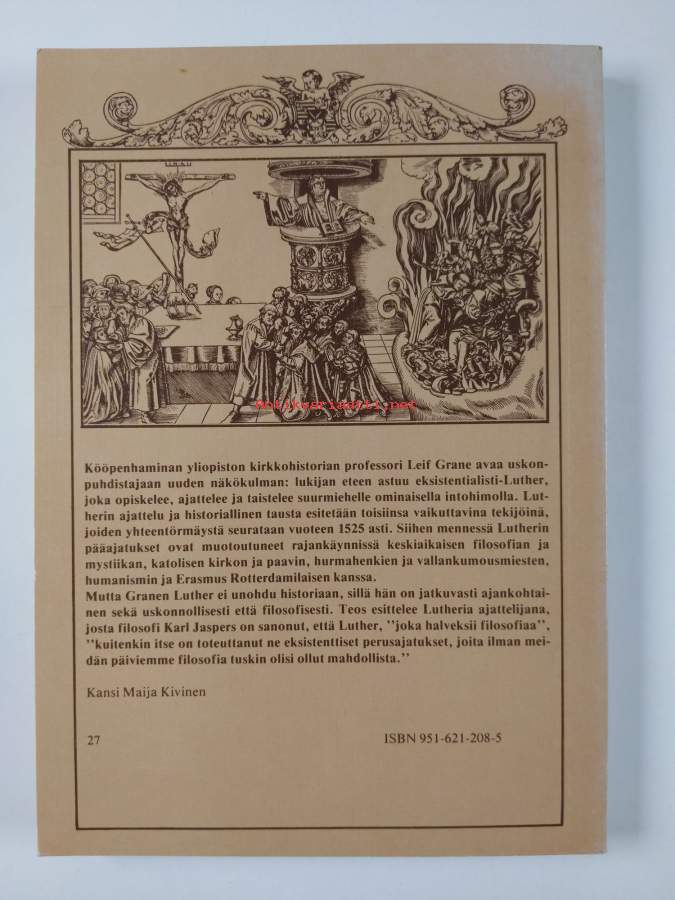 Antikvariaatti.net
Kööpenhaminan yliopiston kirkkohistorian professori Leif Grane avaa uskon-
puhdistajaan uuden näkökulman: lukijan eteen astuu eksistentialisti-Luther,
joka opiskelee, ajattelee ja taistelee suurmiehelle ominaisella intohimolla. Lut-
herin ajattelu ja historiallinen tausta esitetään toisiinsa vaikuttavina tekijöinä,
joiden yhteentörmäystä seurataan vuoteen 1525 asti. Siihen mennessä Lutherin
pääajatukset ovat muotoutuneet rajankäynnissä keskiaikaisen filosofian ja
mystiikan, katolisen kirkon ja paavin, hurmahenkien ja vallankumousmiesten,
humanismin ja Erasmus Rotterdamilaisen kanssa.
Mutta Granen Luther ei unohdu historiaan, sillä hän on jatkuvasti ajankohtai-
nen sekä uskonnollisesti että filosofisesti. Teos esittelee Lutheria ajattelijana,
josta filosofi Karl Jaspers on sanonut, että Luther, ''joka halveksii filosofiaa'',
''kuitenkin itse on toteuttanut ne eksistenttiset perusajatukset, joita ilman mei-
dän päiviemme filosofia tuskin olisi ollut mahdollista.''
Kansi Maija Kivinen
27 ISBN 951-621-208-5